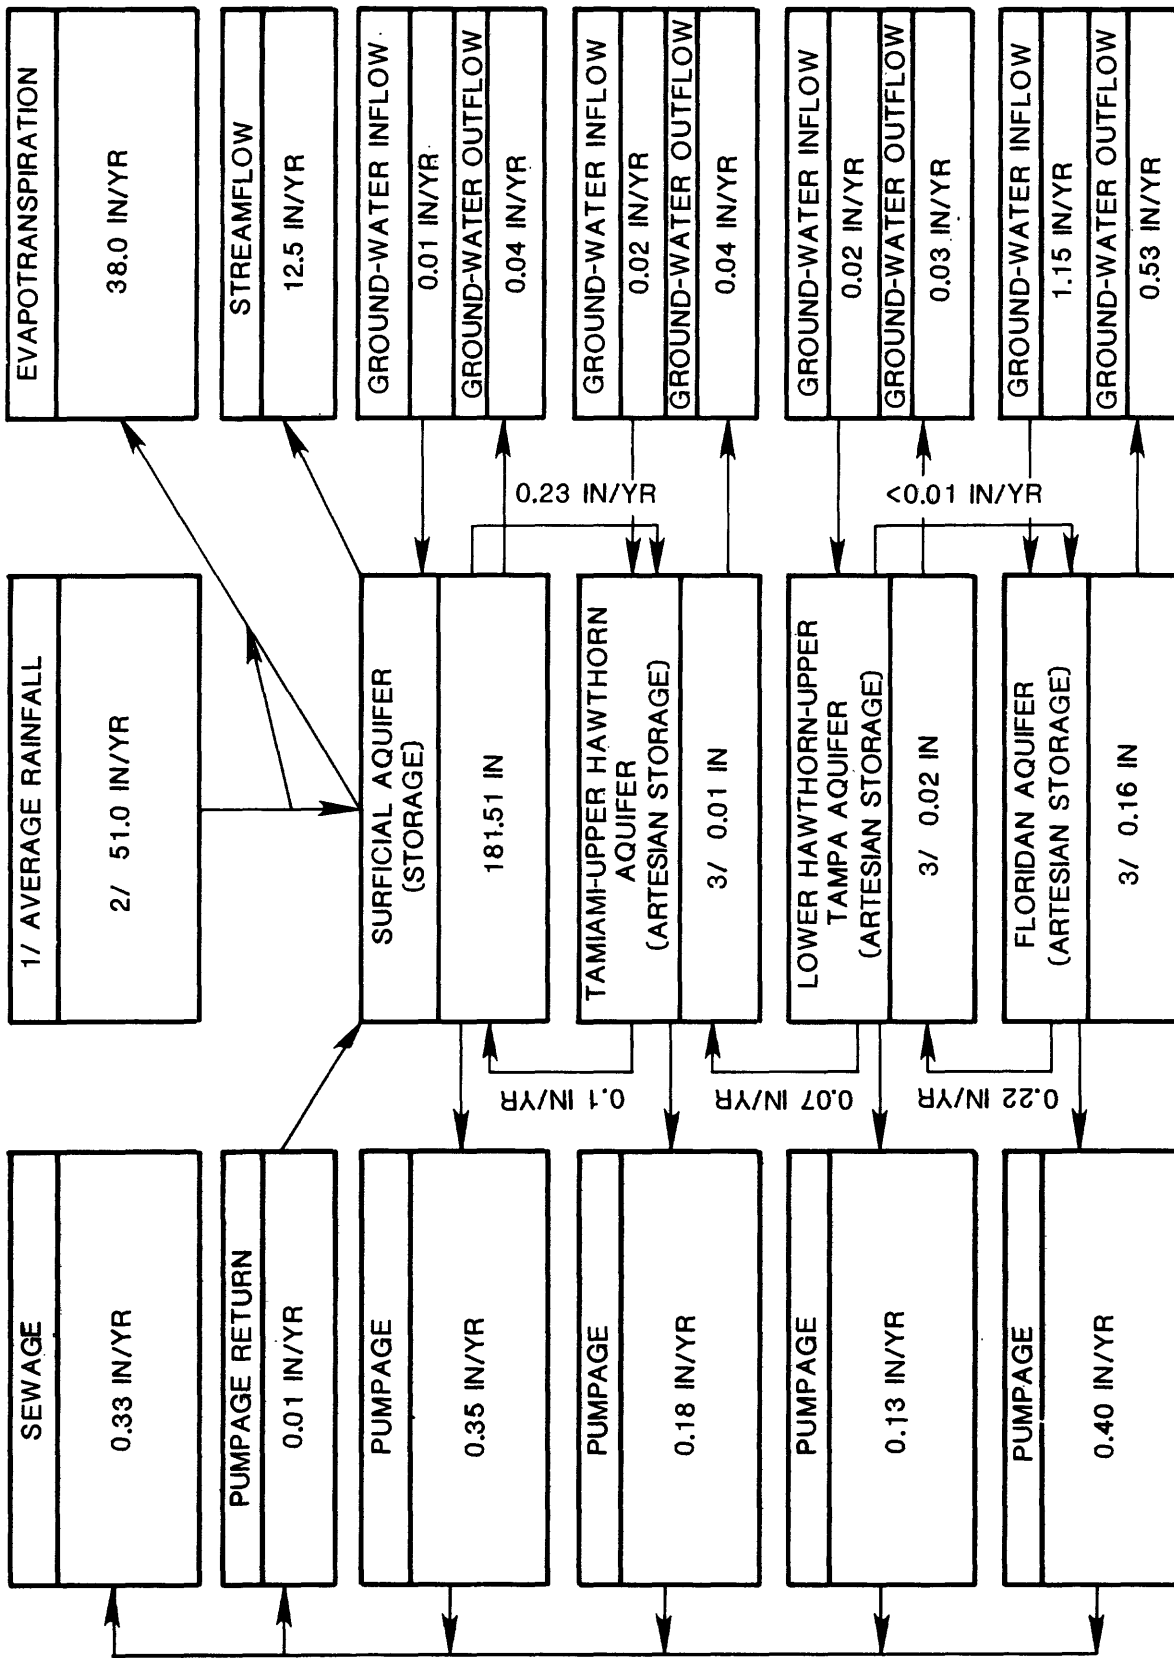 SEWAGE
0.33 IN/YR
PUMPAGE RETURN
0.01 IN/YR
PUMPAGE
0.35 IN/YR
PUMPAGE
0.18 IN/YR
PUMPAGE
0.13 IN/YR
PUMPAGE
0.40 IN/YR
0.1 IN/YR
0.07 IN/YR
0.22 IN/YR
1/ AVERAGE RAINFALL
2/ 51.0 IN/YR
SURFICIAL AQUIFER
(STORAGE)
181.51 IN
TAMIAMI-UPPER HAWTHORN
AQUIFER
(ARTESIAN STORAGE)
3/ 0.01 IN
LOWER HAWTHORN-UPPER
TAMPA AQUIFER
(ARTESIAN STORAGE)
3/ 0.02 IN
FLORIDAN AQUIFER
(ARTESIAN STORAGE)
3/ 0.16 IN
0.23 IN/YR
<0.01 IN/YR
EVAPOTRANSPIRATION
38.0 IN/YR
STREAMFLOW
12.5 IN/YR
GROUND-WATER INFLOW
0.01 IN/YR
GROUND-WATER OUTFLOW
0.04 IN/YR
GROUND-WATER INFLOW
0.02 IN/YR
GROUND-WATER OUTFLOW
0.04 IN/YR
GROUND-WATER INFLOW
0.02 IN/YR
GROUND-WATER OUTFLOW
0.03 IN/YR
GROUND-WATER INFLOW
1.15 IN/YR
GROUND-WATER OUTFLOW
0.53 IN/YR